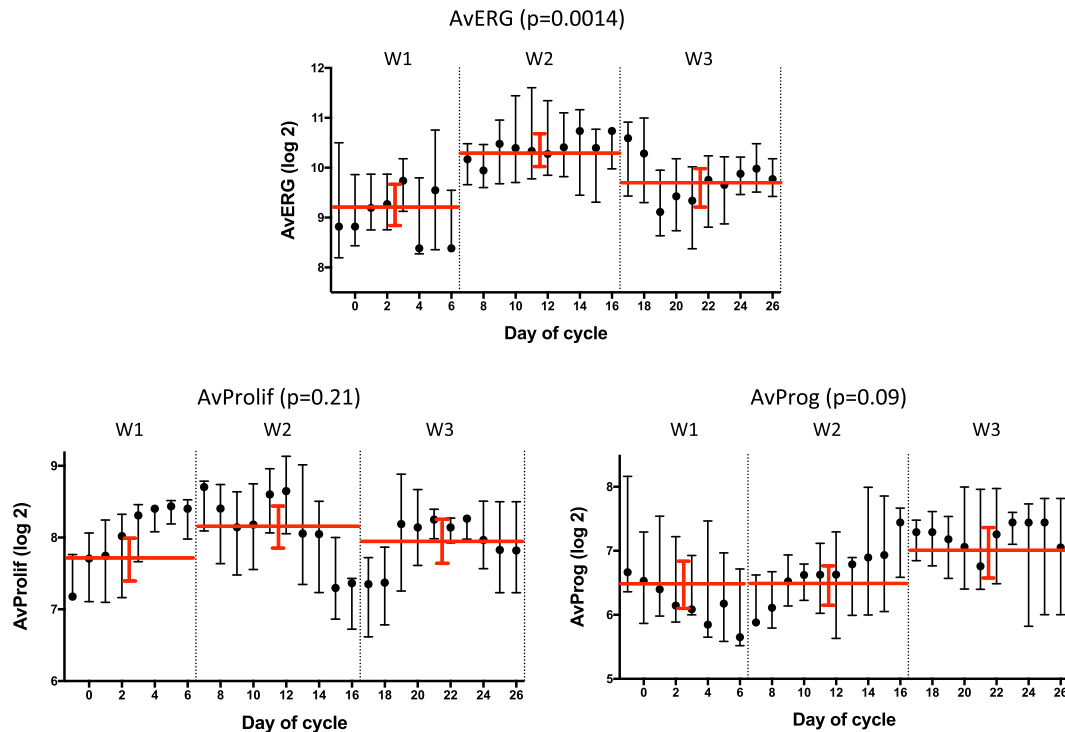 AvERG (p=0.0014)
W1 W2 W3
12
11
10
9
8
AvERG (log 2)
0 2 4 6 8 10 12 14 16 18 20 22 24 26
Day of cycle
AvProlif (p=0.21)
W1 W2 W3
9
8
7
6
AvProlif (log 2)
0 2 4 6 8 10 12 14 16 18 20 22 24 26
Day of cycle
AvProg (p=0.09)
W1 W2 W3
8
7
6
5
AvProg (log 2)
0 2 4 6 8 10 12 14 16 18 20 22 24 26
Day of cycle